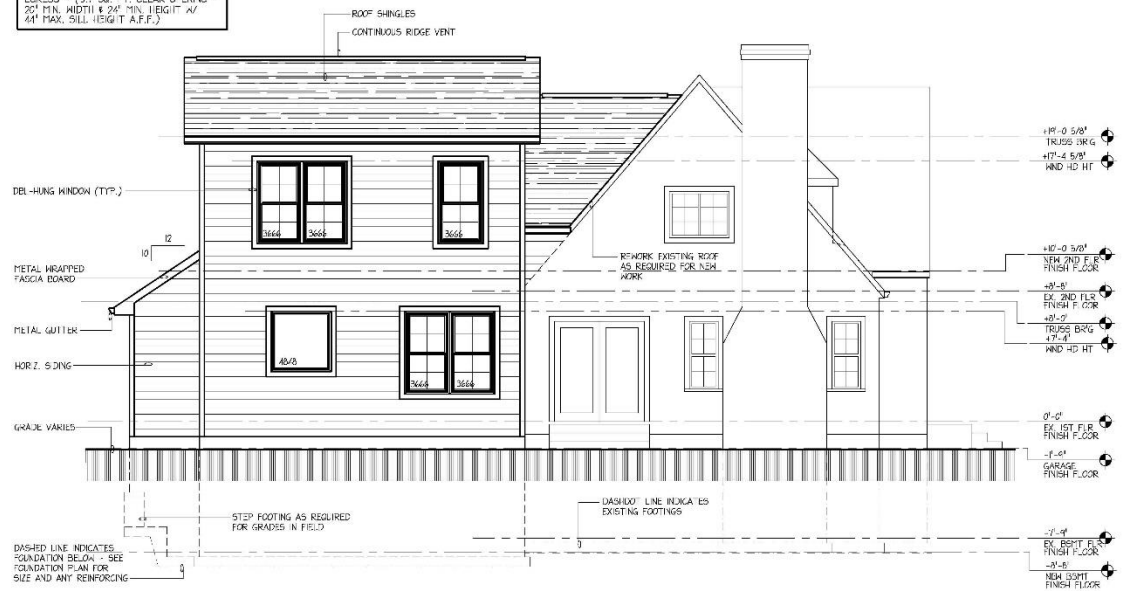 20" MIN. WIDTH & 24" MIN. HEIGHT W/
44" MAX. SILL HEIGHT A.F.F.)
ROOF SHINGLES
CONTINUOUS RIDGE VENT
DBL-HUNG WINDOW (TYP.)
3666
3666
3666
12
10
METAL WRAPPED
FASCIA BOARD
METAL GUTTER
HORIZ. SIDING
GRADE VARIES
4848
3666
3666
REWORK EXISTING ROOF
AS REQUIRED FOR NEW
WORK
+19'-0 5/8"
TRUSS BR'G
+17'-4 5/8"
WND HD HT
+10'-0 5/8"
NEW 2ND FLR
FINISH FLOOR
+8'-8"
EX. 2ND FLR
FINISH FLOOR
TRUSS BR'G
+7'-4"
WND HD HT
0'-0"
EX. 1ST FLR
FINISH FLOOR
GARAGE
FINISH FLOOR
EX. BSMT FLR
FINISH FLOOR
NEW BSMT
FINISH FLOOR
STEP FOOTING AS REQUIRED
FOR GRADES IN FIELD
DASHDOT LINE INDICATES
EXISTING FOOTINGS
DASHED LINE INDICATES
FOUNDATION BELOW - SEE
FOUNDATION PLAN FOR
SIZE AND ANY REINFORCING